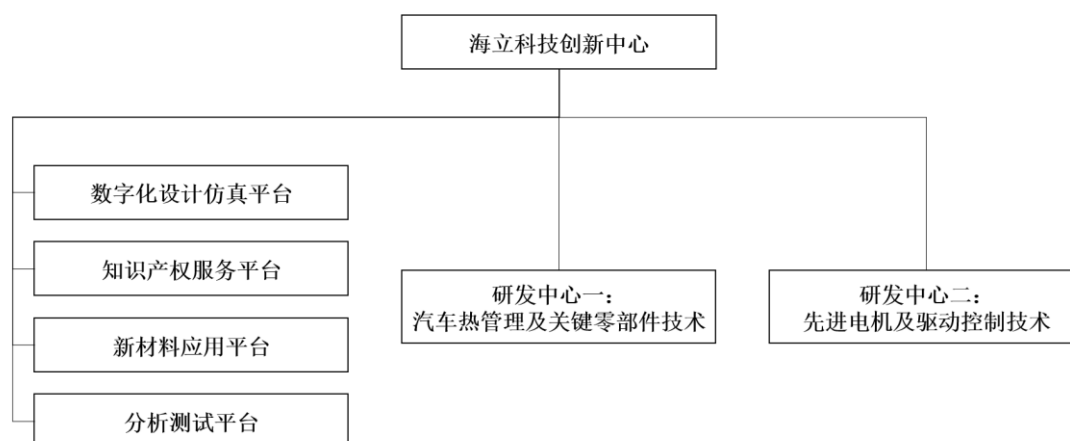 海立科技创新中心
数字化设计仿真平台
知识产权服务平台
新材料应用平台
分析测试平台
研发中心一：
汽车热管理及关键零部件技术
研发中心二：
先进电机及驱动控制技术